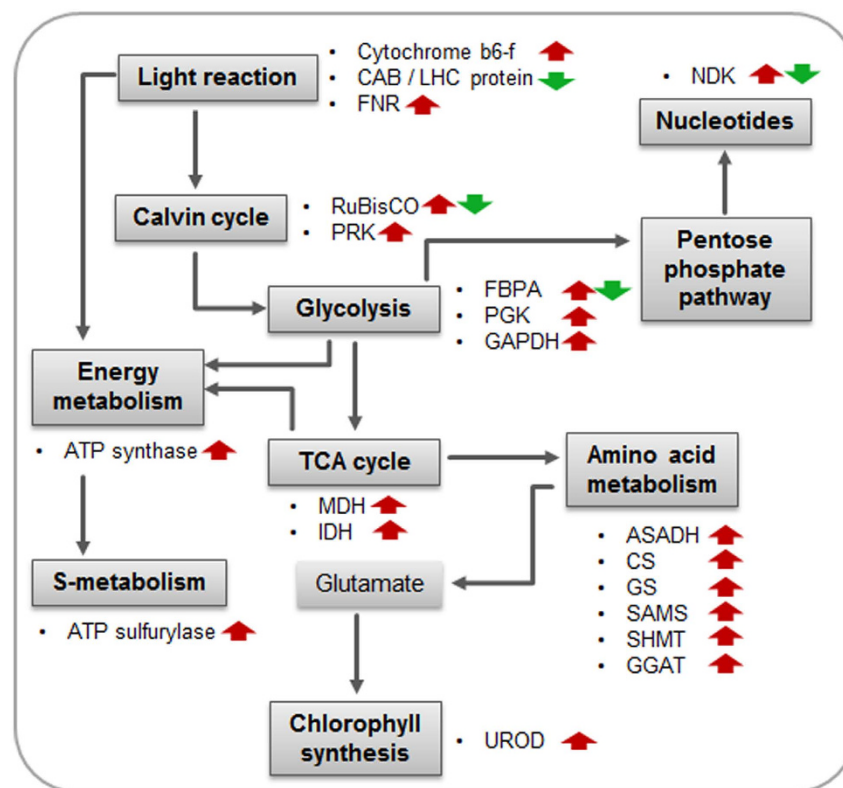 Light reaction
• Cytochrome b6-f
• CAB / LHC protein
• FNR
• NDK
Nucleotides
Calvin cycle
• RuBisCO
• PRK
Pentose
phosphate
pathway
Glycolysis
• FBPA
• PGK
• GAPDH
Energy
metabolism
• ATP synthase
TCA cycle
• MDH
• IDH
Amino acid
metabolism
• ASADH
• CS
• GS
• SAMS
• SHMT
• GGAT
S-metabolism
• ATP sulfurylase
Glutamate
Chlorophyll
synthesis
• UROD